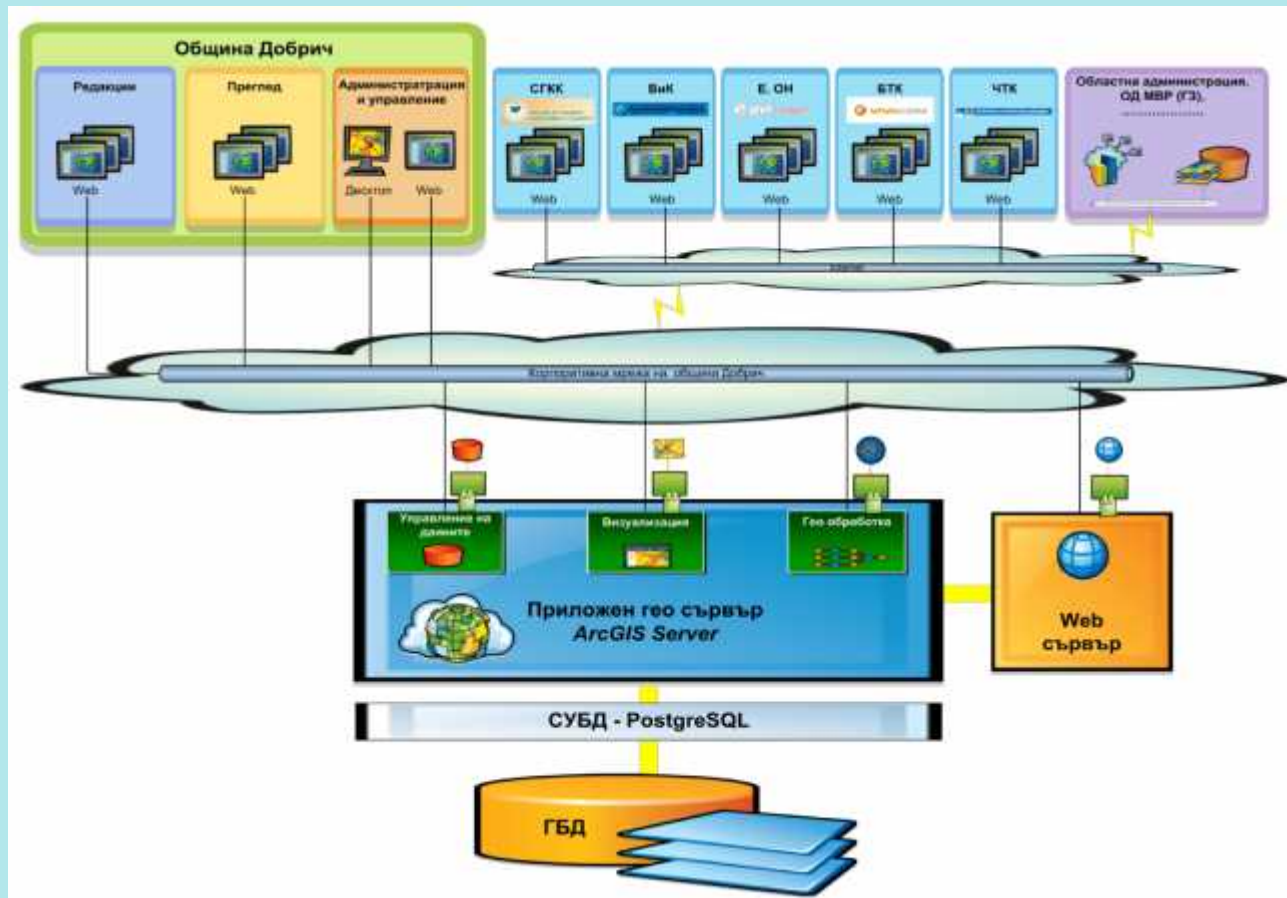 Община Добрич
Редакции
Преглед
Администратрация
и управление
Web
Web
Десктоп
Web
СГКК
ВиК
Е. ОН
БТК
ЧТК
Web
Web
Web
Web
Web
Областна администрация.
ОД МВР (ГЗ),
Internet
Корпоративна мрежа на община Добрич
Управление на
данните
Визуализация
Гео обработка
Приложен гео сървър
ArcGIS Server
Web
сървър
СУБД - PostgreSQL
ГБД